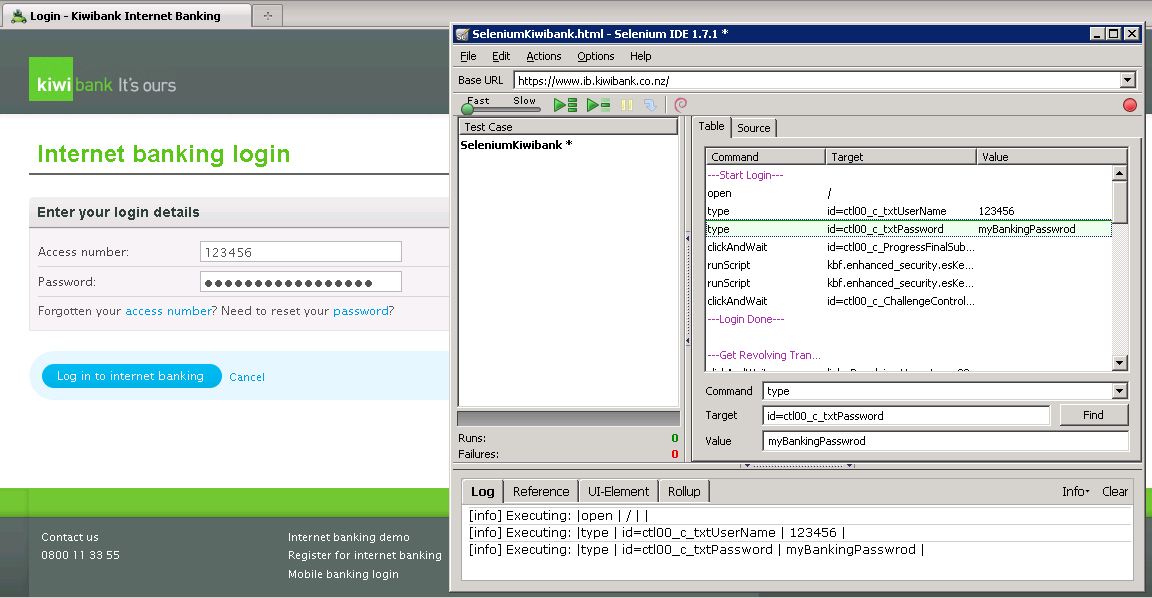 Login - Kiwibank Internet Banking
kiwi bank It's ours
Internet banking login
Enter your login details
Access number: 123456
Password: ●●●●●●●●●●●●●●●●●
Forgotten your access number? Need to reset your password?
Log in to internet banking Cancel
Contact us
0800 11 33 55
Internet banking demo
Register for internet banking
Mobile banking login
SeleniumKiwibank.html - Selenium IDE 1.7.1 *
File Edit Actions Options Help
Base URL https://www.ib.kiwibank.co.nz/
Fast Slow
Test Case
SeleniumKiwibank *
Runs: 0
Failures: 0
Table Source
Command Target Value
---Start Login---
open /
type id=ctl00_c_txtUserName 123456
type id=ctl00_c_txtPassword myBankingPasswrod
clickAndWait id=ctl00_c_ProgressFinalSub...
runScript kbf.enhanced_security.esKe...
runScript kbf.enhanced_security.esKe...
clickAndWait id=ctl00_c_ChallengeControl...
---Login Done---
---Get Revolving Tran...
Command type
Target id=ctl00_c_txtPassword Find
Value myBankingPasswrod
Log Reference UI-Element Rollup Info Clear
[info] Executing: |open | / | |
[info] Executing: |type | id=ctl00_c_txtUserName | 123456 |
[info] Executing: |type | id=ctl00_c_txtPassword | myBankingPasswrod |